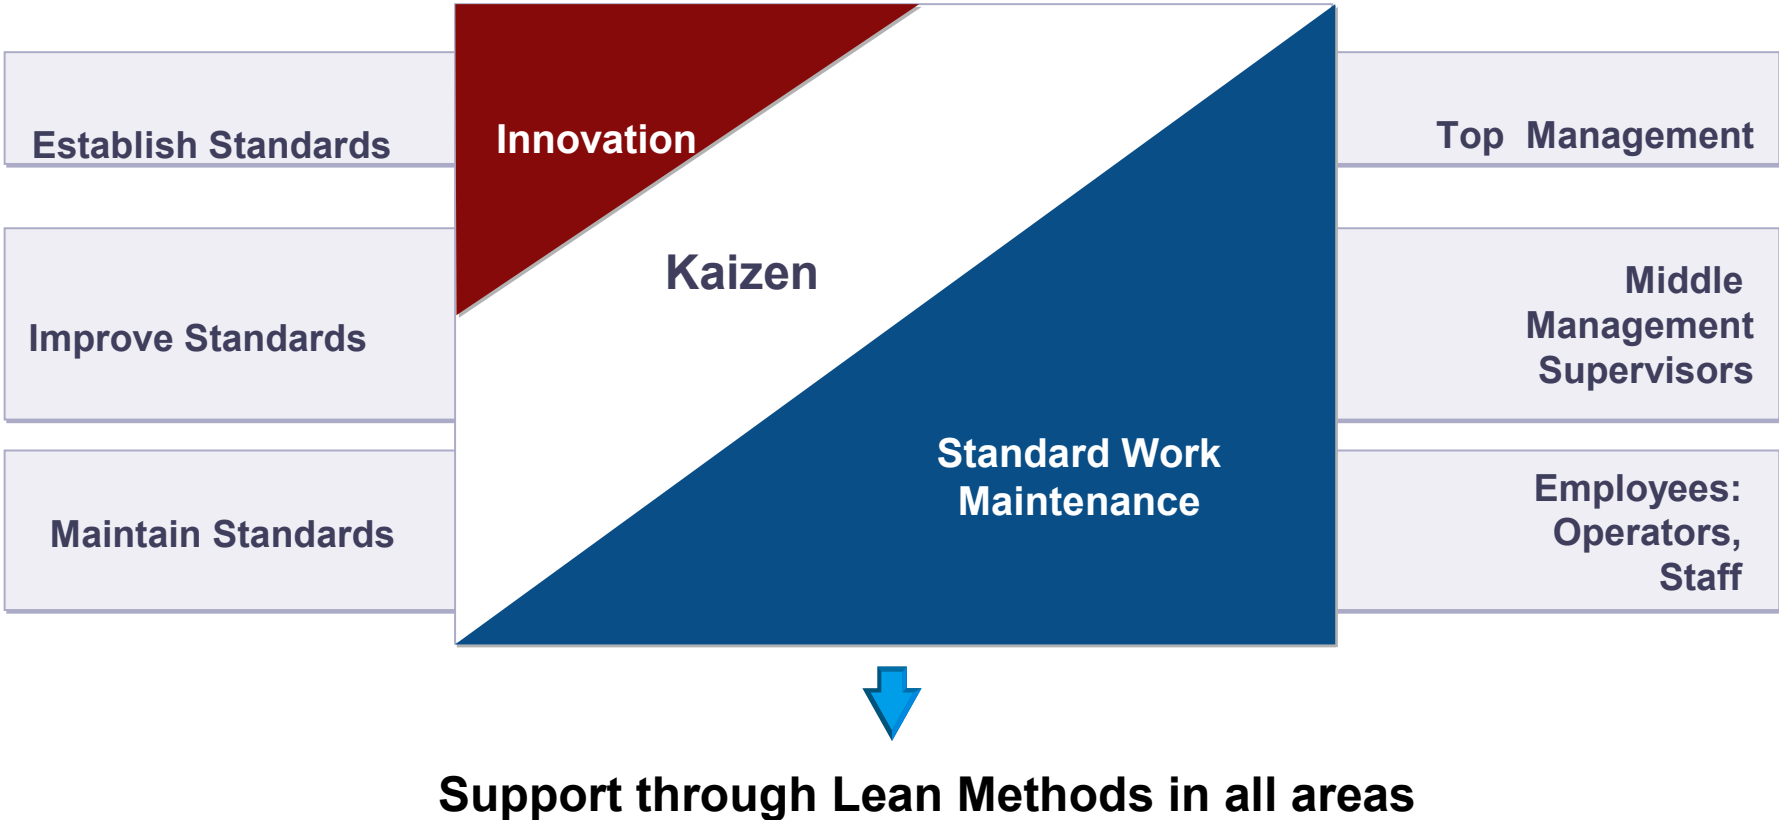 Establish Standards
Innovation
Top Management
Kaizen
Improve Standards
Middle
Management
Supervisors
Standard Work
Maintenance
Maintain Standards
Employees:
Operators,
Staff
Support through Lean Methods in all areas